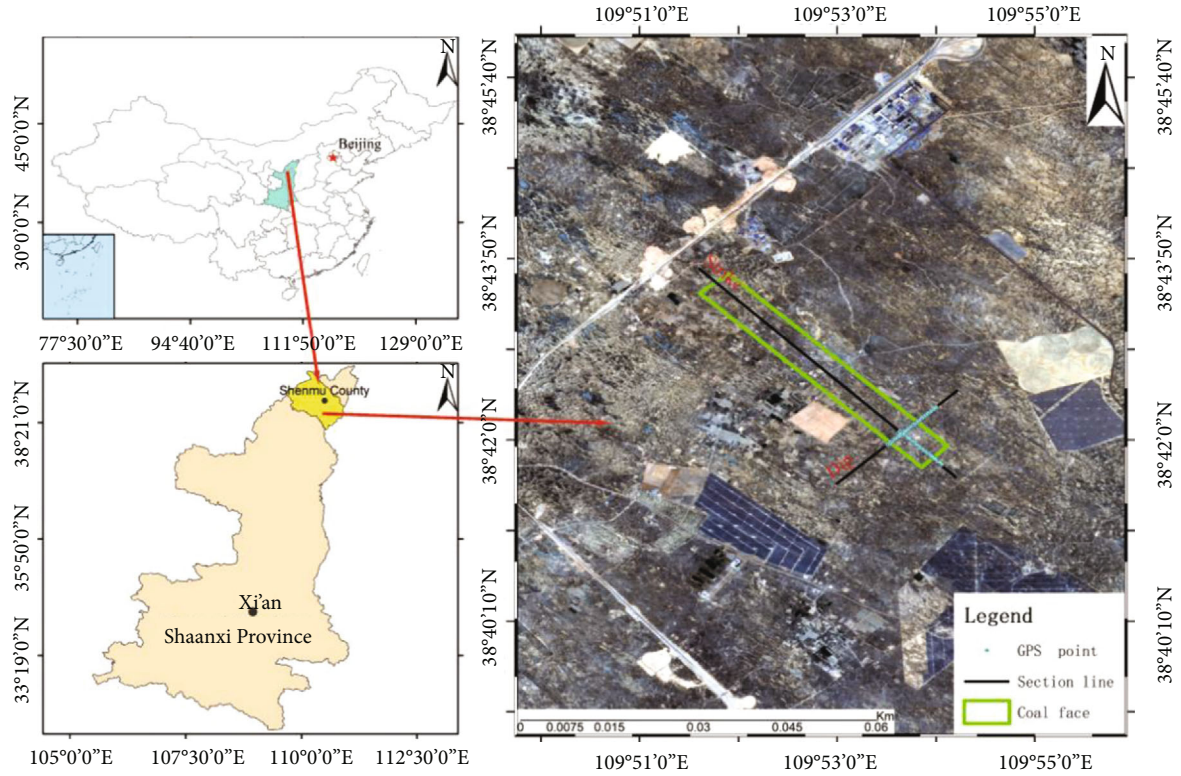 N
Beijing
45°0'0"N
30°0'0"N
77°30'0"E 94°40'0"E 111°50'0"E 129°0'0"E
N
Shenmu County
38°21'0"N
35°50'0"N
33°19'0"N
Xi'an
Shaanxi Province
105°0'0"E 107°50'0"E 110°0'0"E 112°30'0"E
109°51'0"E 109°53'0"E 109°55'0"E
N
38°45'40"N
38°43'50"N
38°42'0"N
38°40'10"N
38°45'40"N
38°43'50"N
38°42'0"N
38°40'10"N
Legend
GPS point
Section line
Coal face
Km
0 0.0075 0.015 0.03 0.045 0.06
109°51'0"E 109°53'0"E 109°55'0"E